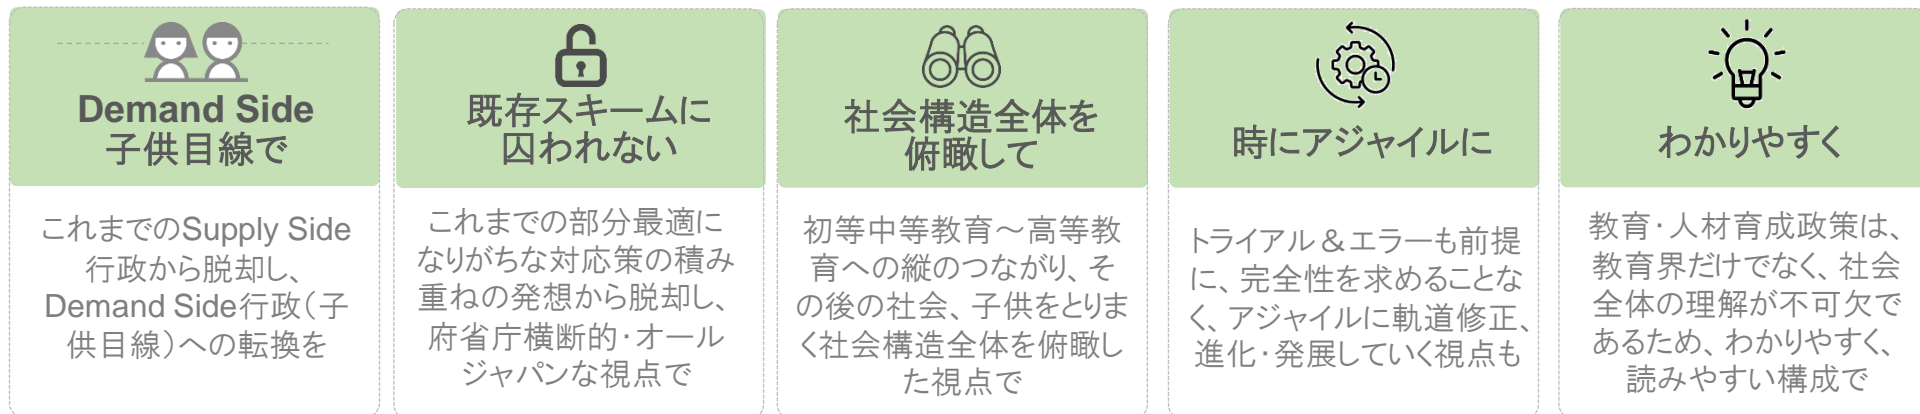 Demand Side
子供目線で
これまでのSupply Side
行政から脱却し、
Demand Side行政（子
供目線）への転換を
既存スキームに
囚われない
これまでの部分最適に
なりがちな対応策の積み
重ねの発想から脱却し、
府省庁横断的・オール
ジャパンな視点で
社会構造全体を
俯瞰して
初等中等教育～高等教
育への縦のつながり、そ
の後の社会、子供をとりま
く社会構造全体を俯瞰し
た視点で
時にアジャイルに
トライアル＆エラーも前提
に、完全性を求めることな
く、アジャイルに軌道修正、
進化・発展していく視点も
わかりやすく
教育・人材育成政策は、
教育界だけでなく、社会
全体の理解が不可欠で
あるため、わかりやすく、
読みやすい構成で